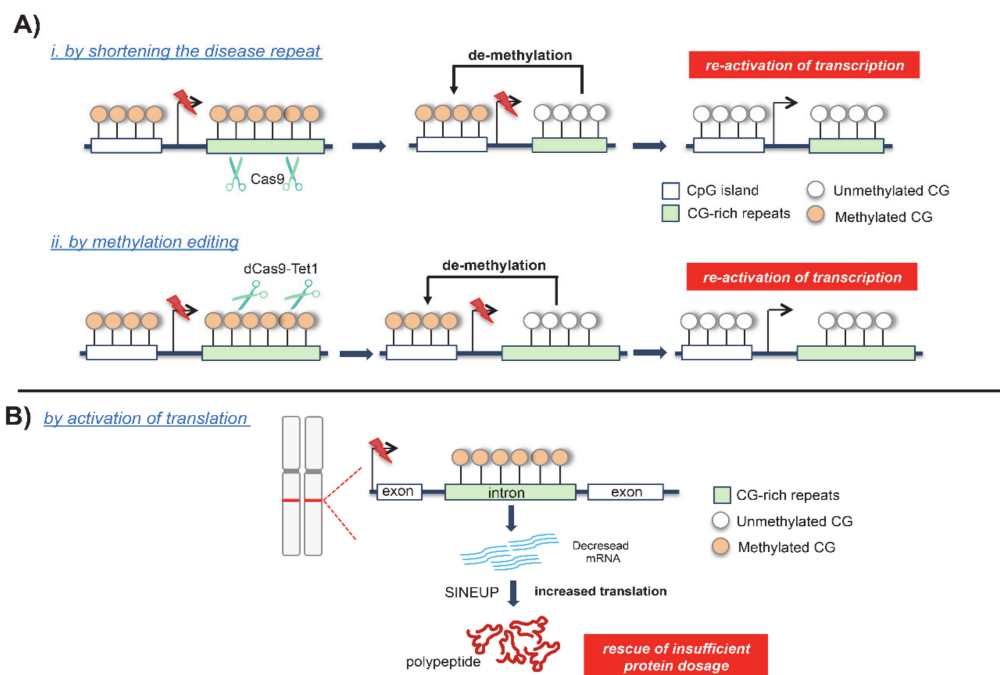 A)
i. by shortening the disease repeat
de-methylation
re-activation of transcription
Cas9
CpG island
Unmethylated CG
CG-rich repeats
Methylated CG
ii. by methylation editing
dCas9-Tet1
de-methylation
re-activation of transcription
B)
by activation of translation
exon
intron
exon
CG-rich repeats
Unmethylated CG
Methylated CG
Decresead
mRNA
SINEUP
increased translation
polypeptide
rescue of insufficient
protein dosage